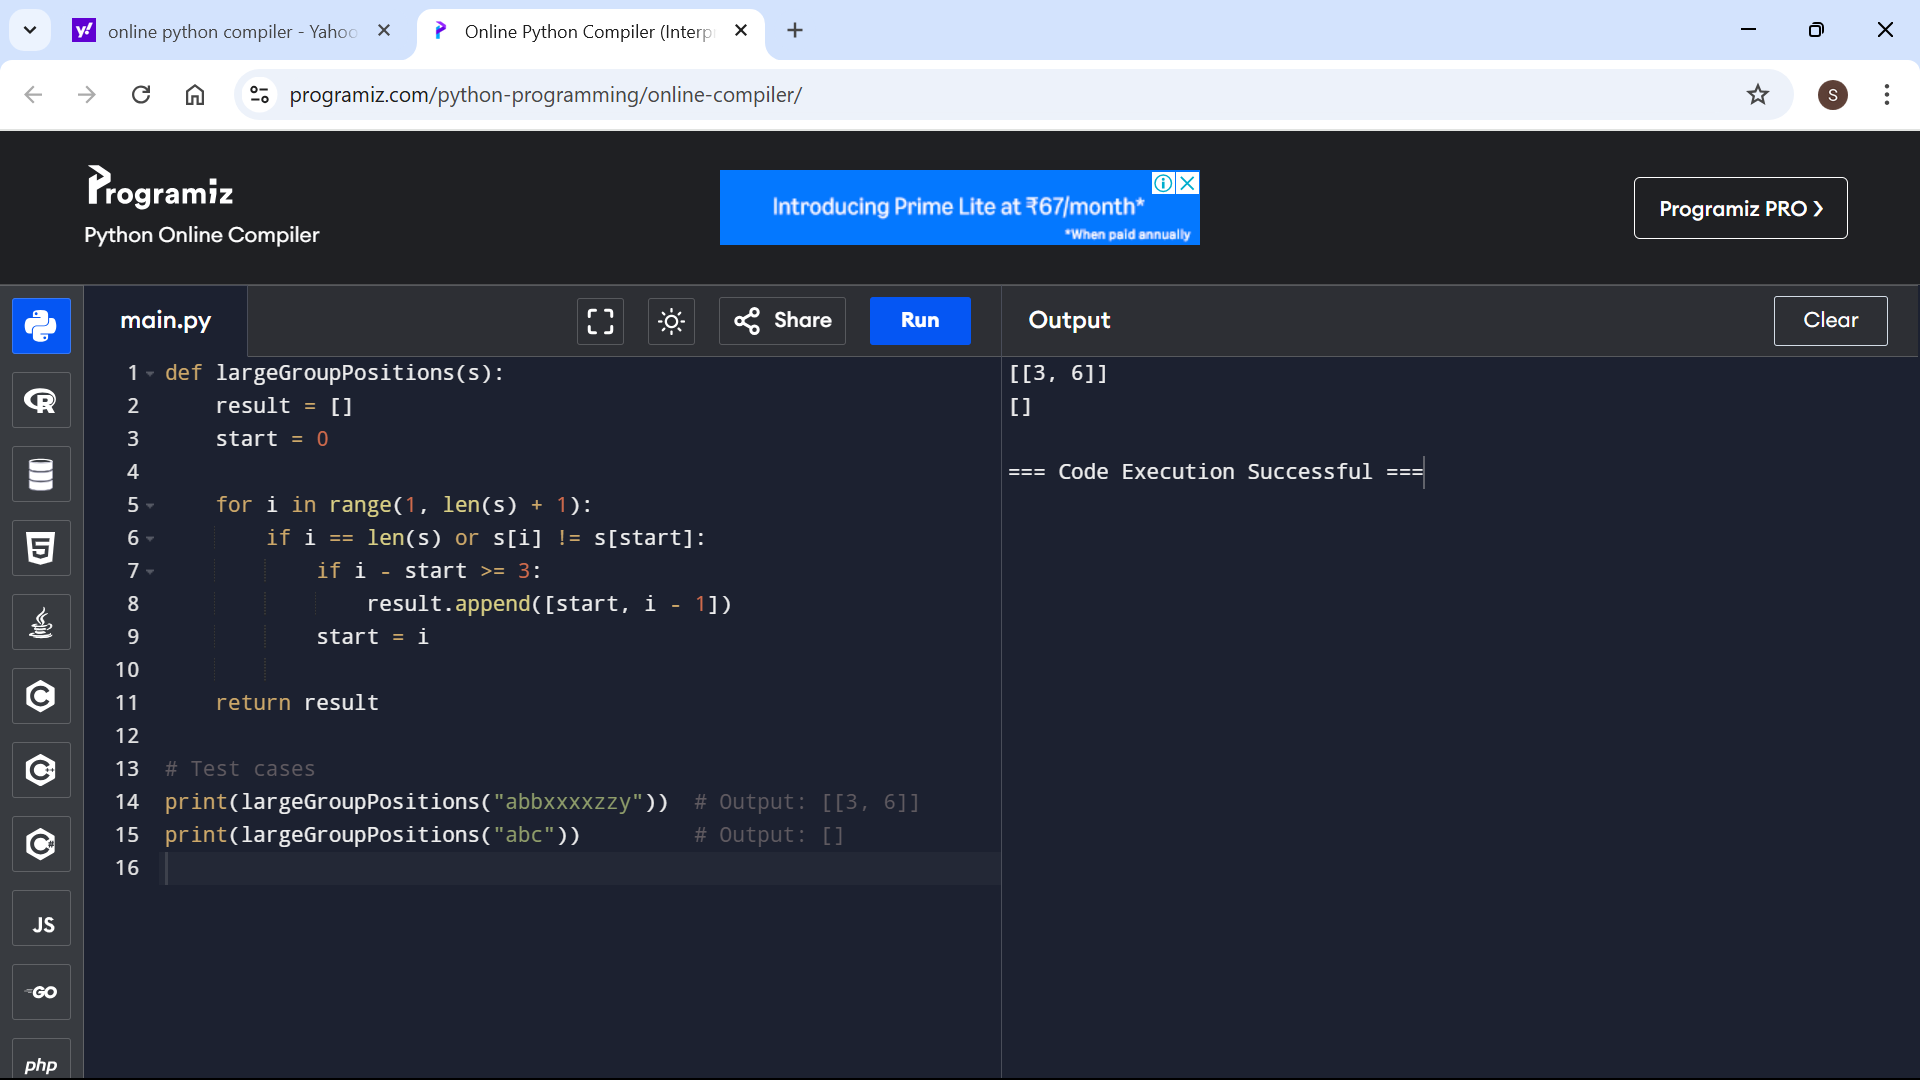 online python compiler - Yahoo
Online Python Compiler (Interp
programiz.com/python-programming/online-compiler/
S
Programiz
Python Online Compiler
Introducing Prime Lite at ₹67/month*
*When paid annually
Programiz PRO ❯
main.py
Share
Run
Output
Clear
1 def largeGroupPositions(s):
2     result = []
3     start = 0
4
5     for i in range(1, len(s) + 1):
6         if i == len(s) or s[i] != s[start]:
7             if i - start >= 3:
8                 result.append([start, i - 1])
9             start = i
10
11     return result
12
13 # Test cases
14 print(largeGroupPositions("abbxxxxzzy"))  # Output: [[3, 6]]
15 print(largeGroupPositions("abc"))         # Output: []
16
[[3, 6]]
[]
=== Code Execution Successful ===
R
5
C
C++
C#
JS
GO
php